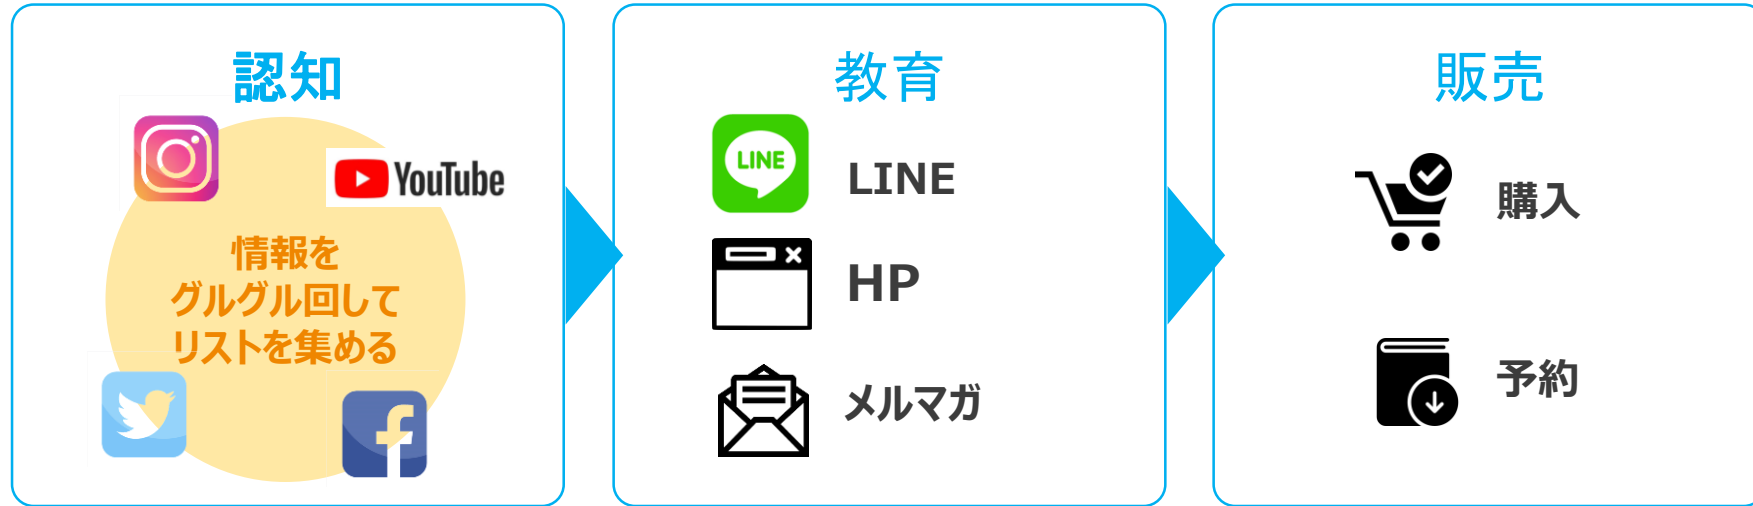 認知
YouTube
情報を
グルグル回して
リストを集める
教育
LINE
LINE
HP
メルマガ
販売
購入
予約